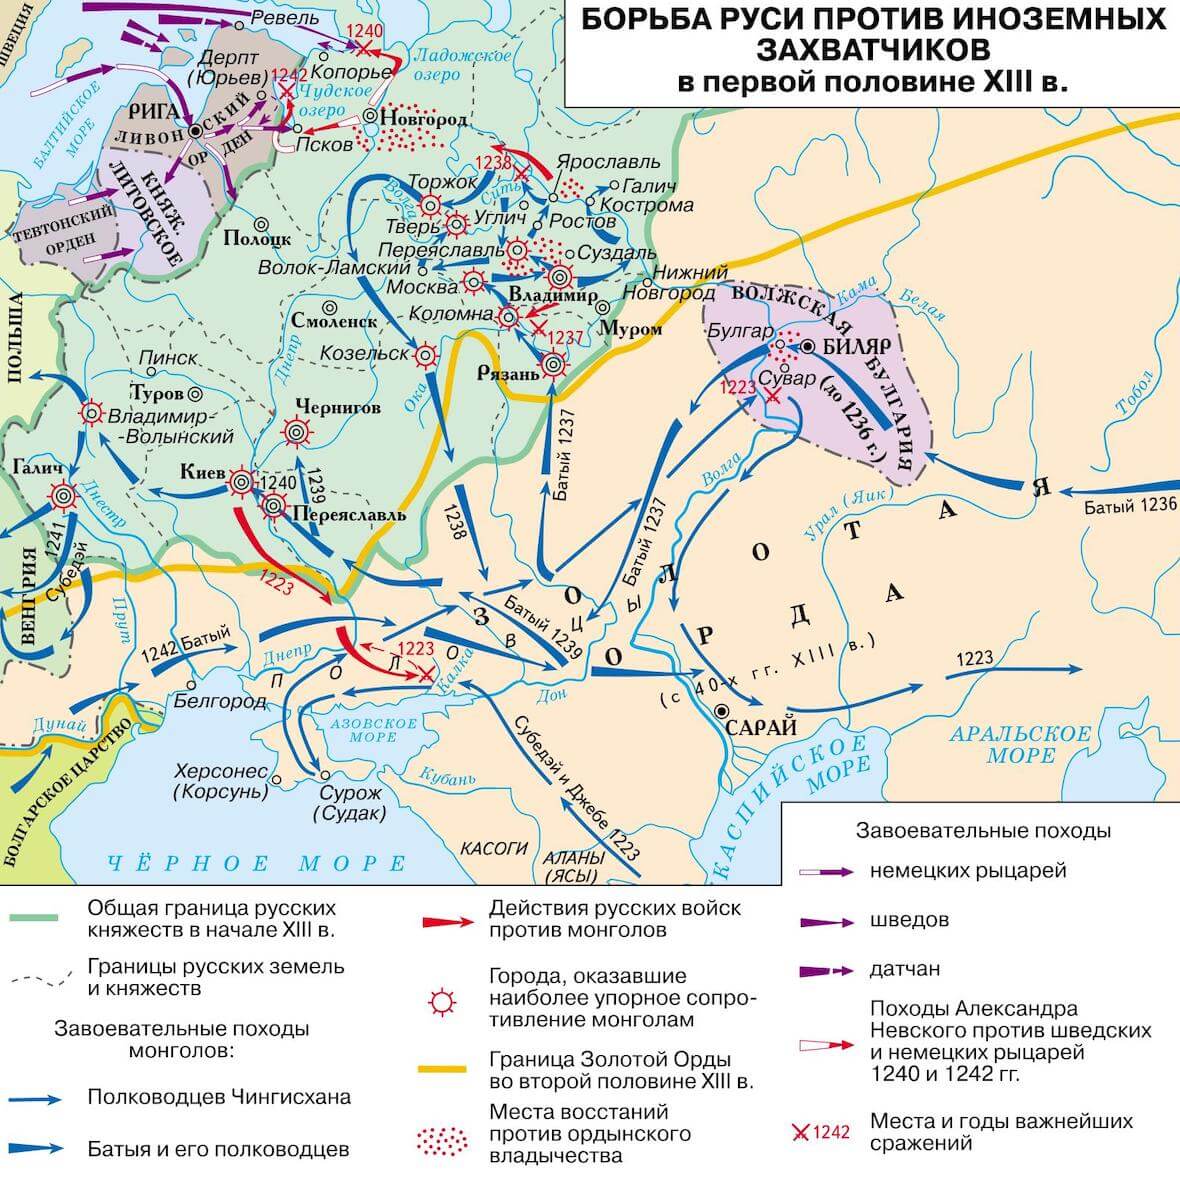 БОРЬБА РУСИ ПРОТИВ ИНОЗЕМНЫХ
ЗАХВАТЧИКОВ
в первой половине XIII в.
ШВЕЦИЯ
Ревель
1240
Ладожское
озеро
Дерпт
(Юрьев)
1242
Копорье
Чудское
озеро
БАЛТИЙСКОЕ
МОРЕ
РИГА
ЛИВОНСКИЙ
ОРДЕН
Новгород
Псков
КНЯЖ.
ЛИТОВСКОЕ
ТЕВТОНСКИЙ
ОРДЕН
1238
Ярославль
Торжок
Сить
Галич
Кострома
Волга
Углич
Ростов
Тверь
Полоцк
Переяславль
Суздаль
Волок-Ламский
Москва
Владимир
Нижний
Новгород
Коломна
1237
Муром
Смоленск
Козельск
Рязань
Ока
ПОЛЬША
Пинск
Туров
Днепр
Владимир-
-Волынский
Чернигов
ВОЛЖСКАЯ
БУЛГАРИЯ
(до 1236 г.)
Кама
Белая
Булгар
БИЛЯР
Сувар
1223
Тобол
Галич
Киев
1240
1239
Переяславль
Днестр
1241
Субедэй
ВЕНГРИЯ
1223
1238
Батый 1237
Батый 1237
Волга
Урал (Яик)
Батый 1236
ЗОЛОТАЯ
ОРДА
(с 40-х гг. XIII в.)
ПОЛОВЦЫ
Батый 1239
Прут
1242 Батый
Днепр
1223
Калка
Дон
1223
Белгород
Дунай
АЗОВСКОЕ
МОРЕ
САРАЙ
АРАЛЬСКОЕ
МОРЕ
КАСПИЙСКОЕ
МОРЕ
БОЛГАРСКОЕ ЦАРСТВО
Херсонес
(Корсунь)
Сурож
(Судак)
Кубань
Субедэй и Джебе 1223
ЧЁРНОЕ МОРЕ
КАСОГИ
АЛАНЫ
(ЯСЫ)
Общая граница русских
княжеств в начале XIII в.
Границы русских земель
и княжеств
Завоевательные походы
монголов:
Полководцев Чингисхана
Батыя и его полководцев
Действия русских войск
против монголов
Города, оказавшие
наиболее упорное сопро-
тивление монголам
Граница Золотой Орды
во второй половине XIII в.
Места восстаний
против ордынского
владычества
Завоевательные походы
немецких рыцарей
шведов
датчан
Походы Александра
Невского против шведских
и немецких рыцарей
1240 и 1242 гг.
1242
Места и годы важнейших
сражений